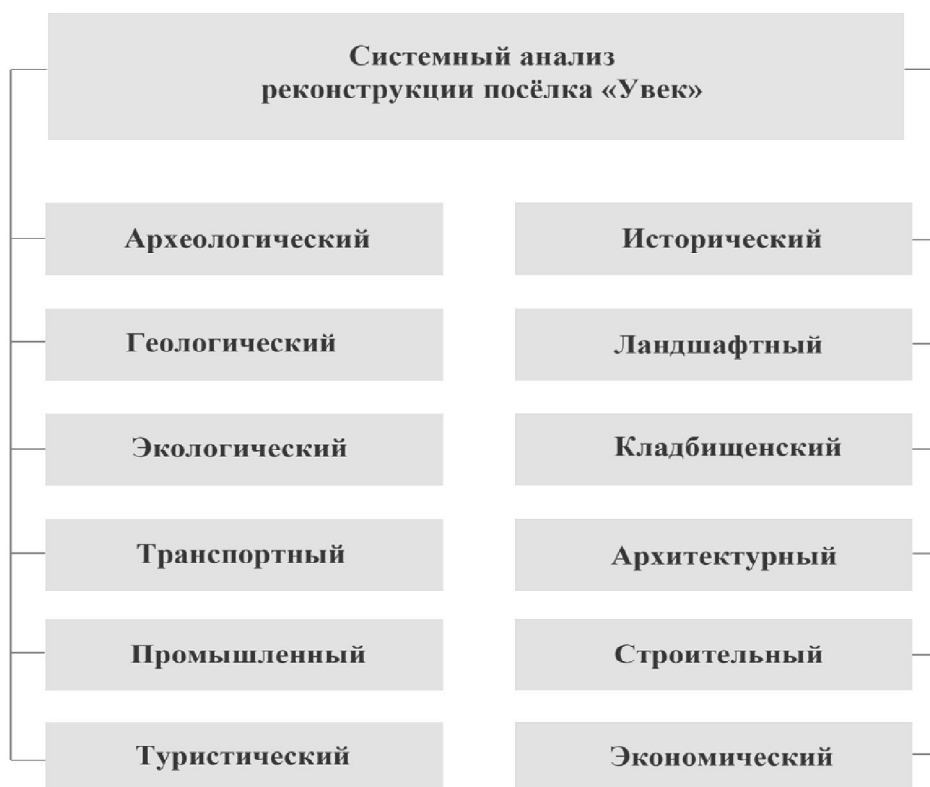 Системный анализ
реконструкции посёлка «Увек»
Археологический
Исторический
Геологический
Ландшафтный
Экологический
Кладбищенский
Транспортный
Архитектурный
Промышленный
Строительный
Туристический
Экономический